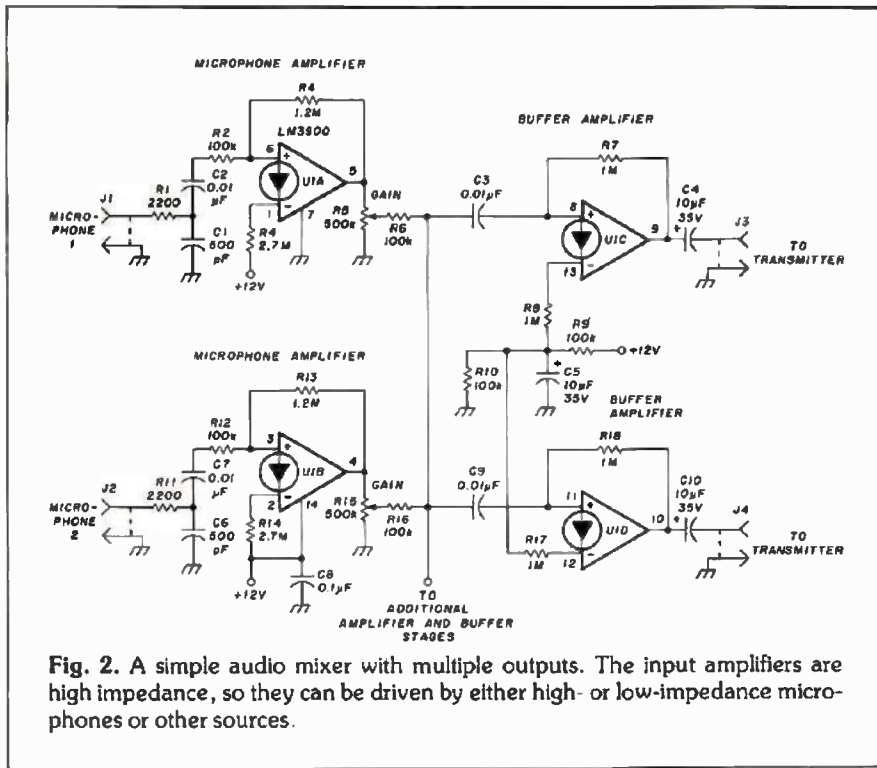 MICROPHONE AMPLIFIER
R4
1.2M
LM3900
R2
100k
6
+
U1A
5
-
1
7
C2
0.01
µF
J1
R1
2200
MICRO-
PHONE
1
C1
500
pF
R4
2.7M
+12V
GAIN
R5
500k
R6
100k
BUFFER AMPLIFIER
R7
1M
C3
0.01µF
8
+
U1C
9
-
13
C4
10µF
35V
+
J3
TO
TRANSMITTER
R8
1M
R9
100k
+12V
R10
100k
+
C5
10µF
35V
MICROPHONE AMPLIFIER
R13
1.2M
R12
100k
3
+
U1B
4
-
2
14
C7
0.01
µF
J2
R11
2200
MICRO-
PHONE
2
C6
500
pF
R14
2.7M
+12V
C8
0.1µF
GAIN
R15
500k
R16
100k
BUFFER
AMPLIFIER
R18
1M
C9
0.01µF
11
+
U1D
10
-
12
R17
1M
C10
10µF
35V
+
J4
TO
TRANSMITTER
TO
ADDITIONAL
AMPLIFIER AND BUFFER
STAGES
Fig. 2. A simple audio mixer with multiple outputs. The input amplifiers are
high impedance, so they can be driven by either high- or low-impedance micro-
phones or other sources.